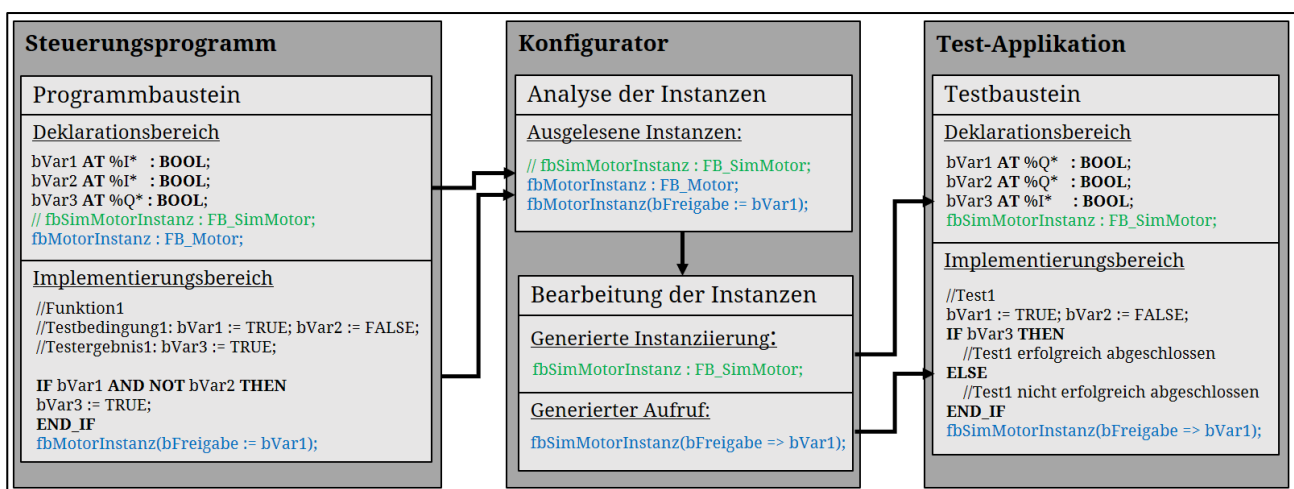 Steuerungsprogramm
Programmbaustein
Deklarationsbereich
bVar1 AT %I* : BOOL;
bVar2 AT %I* : BOOL;
bVar3 AT %Q* : BOOL;
// fbSimMotorInstanz : FB_SimMotor;
fbMotorInstanz : FB_Motor;
Implementierungsbereich
//Funktion1
//Testbedingung1: bVar1 := TRUE; bVar2 := FALSE;
//Testergebnis1: bVar3 := TRUE;
IF bVar1 AND NOT bVar2 THEN
bVar3 := TRUE;
END_IF
fbMotorInstanz(bFreigabe := bVar1);
Konfigurator
Analyse der Instanzen
Ausgelesene Instanzen:
// fbSimMotorInstanz : FB_SimMotor;
fbMotorInstanz : FB_Motor;
fbMotorInstanz(bFreigabe := bVar1);
Bearbeitung der Instanzen
Generierte Instanziierung:
fbSimMotorInstanz : FB_SimMotor;
Generierter Aufruf:
fbSimMotorInstanz(bFreigabe => bVar1);
Test-Applikation
Testbaustein
Deklarationsbereich
bVar1 AT %Q* : BOOL;
bVar2 AT %Q* : BOOL;
bVar3 AT %I* : BOOL;
fbSimMotorInstanz : FB_SimMotor;
Implementierungsbereich
//Test1
bVar1 := TRUE; bVar2 := FALSE;
IF bVar3 THEN
//Test1 erfolgreich abgeschlossen
ELSE
//Test1 nicht erfolgreich abgeschlossen
END_IF
fbSimMotorInstanz(bFreigabe => bVar1);